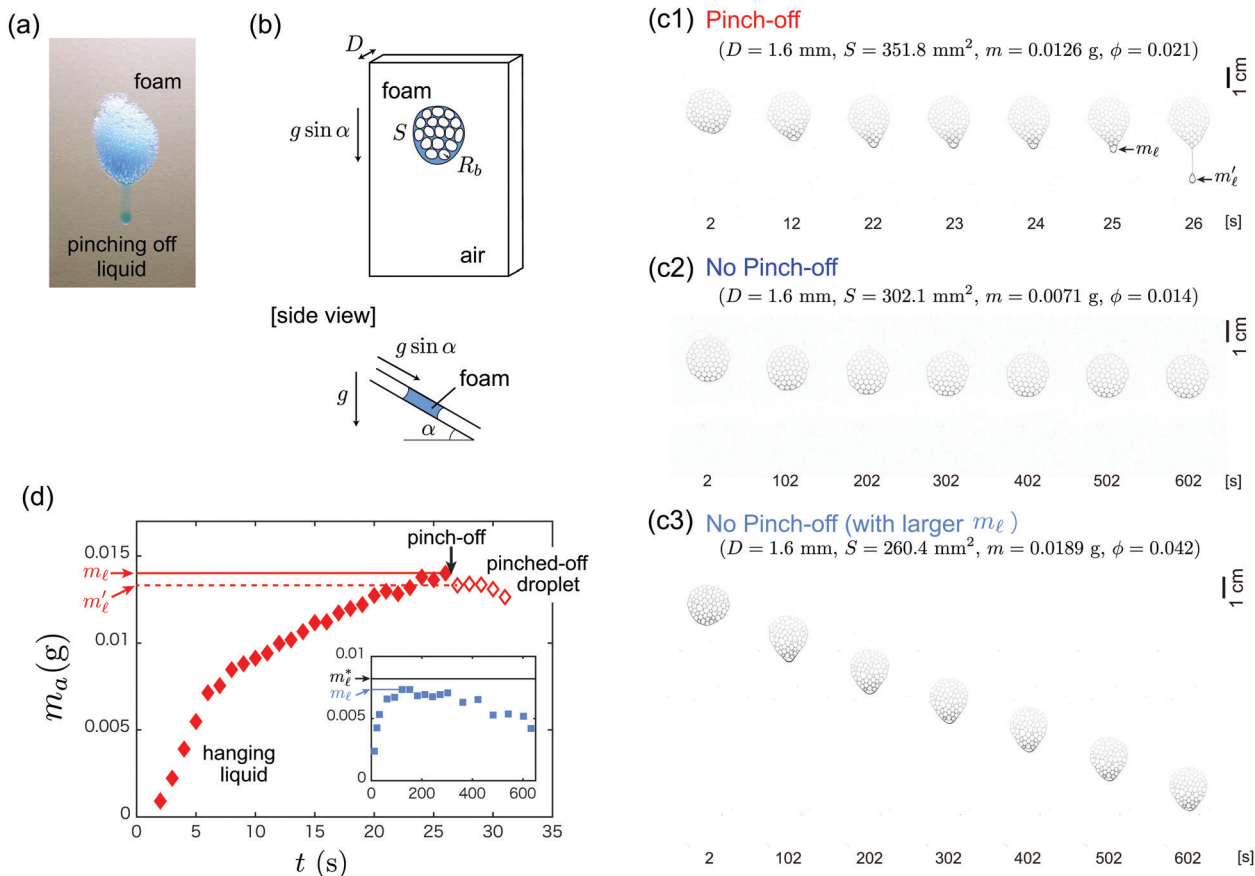 (a)
foam
pinching off
liquid
(b)
D
foam
g sin α
S
R_b
air
[side view]
g sin α
foam
g
α
(c1) Pinch-off
(D = 1.6 mm, S = 351.8 mm², m = 0.0126 g, ϕ = 0.021)
1 cm
m_ℓ
m′_ℓ
2 12 22 23 24 25 26 [s]
(c2) No Pinch-off
(D = 1.6 mm, S = 302.1 mm², m = 0.0071 g, ϕ = 0.014)
1 cm
2 102 202 302 402 502 602 [s]
(c3) No Pinch-off (with larger m_ℓ)
(D = 1.6 mm, S = 260.4 mm², m = 0.0189 g, ϕ = 0.042)
1 cm
2 102 202 302 402 502 602 [s]
(d)
pinch-off
pinched-off
droplet
0.015
m_ℓ
m′_ℓ
0.01
0.005
0
m_a (g)
hanging
liquid
0.01
m*_ℓ
m_ℓ
0.005
0
0 200 400 600
0 5 10 15 20 25 30 35
t (s)